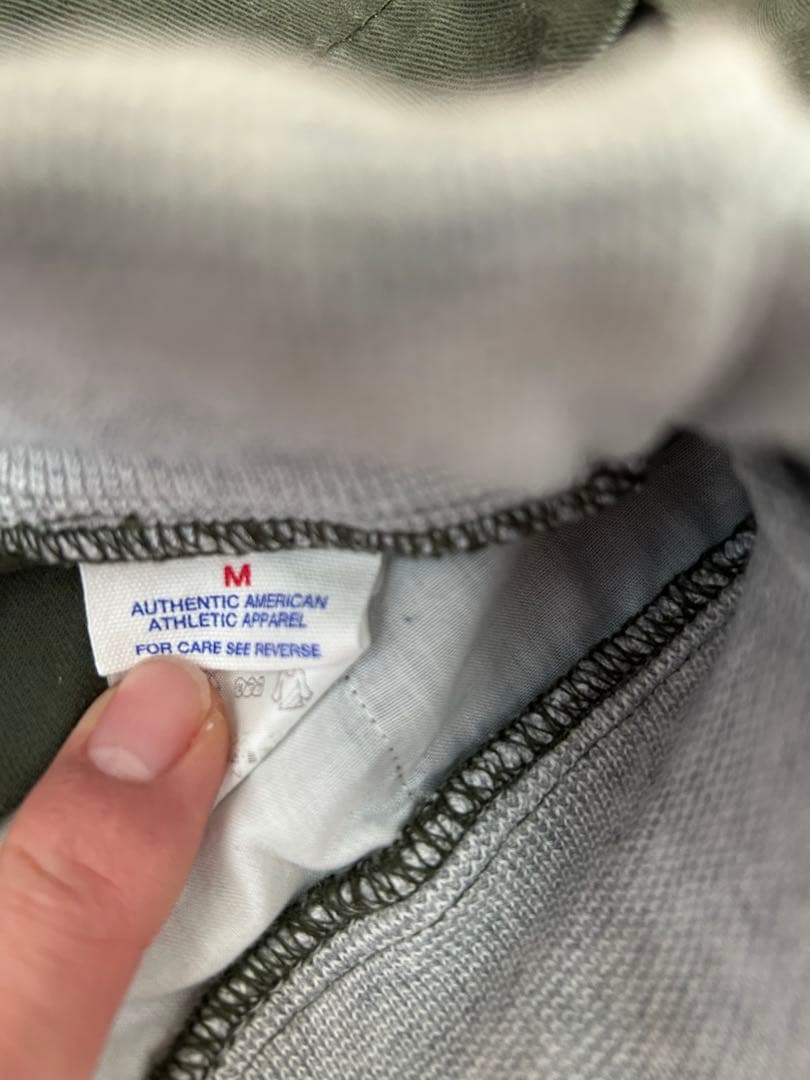 M
AUTHENTIC AMERICAN
ATHLETIC APPAREL
FOR CARE SEE REVERSE